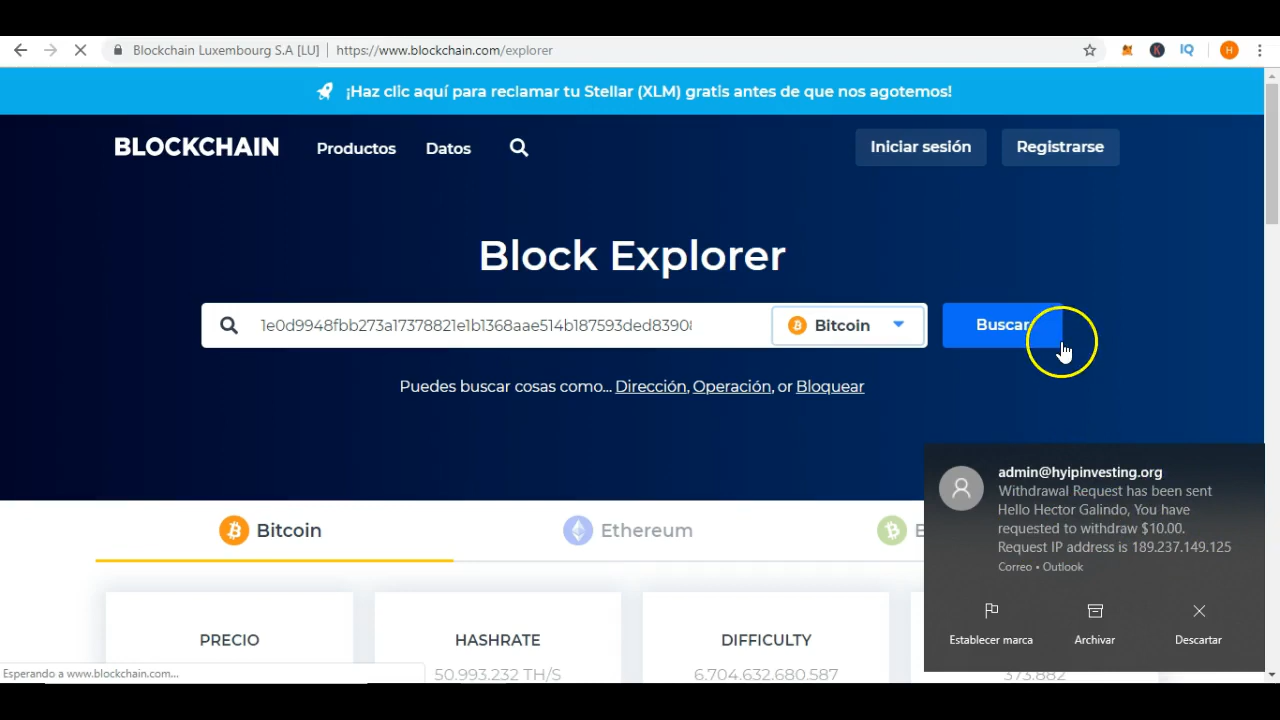 Blockchain Luxembourg S.A [LU] | https://www.blockchain.com/explorer
IQ
H
¡Haz clic aquí para reclamar tu Stellar (XLM) gratis antes de que nos agotemos!
BLOCKCHAIN Productos Datos
Iniciar sesión Registrarse
Block Explorer
1e0d9948fbb273a17378821e1b1368aae514b187593ded8390 Bitcoin Buscar
Puedes buscar cosas como... Dirección, Operación, or Bloquear
admin@hyipinvesting.org
Withdrawal Request has been sent
Hello Hector Galindo, You have
requested to withdraw $10.00.
Request IP address is 189.237.149.125
Correo • Outlook
Establecer marca Archivar Descartar
Bitcoin Ethereum B
PRECIO HASHRATE DIFFICULTY
50.993.232 TH/S 6.704.632.680.587 373.882
Esperando a www.blockchain.com...